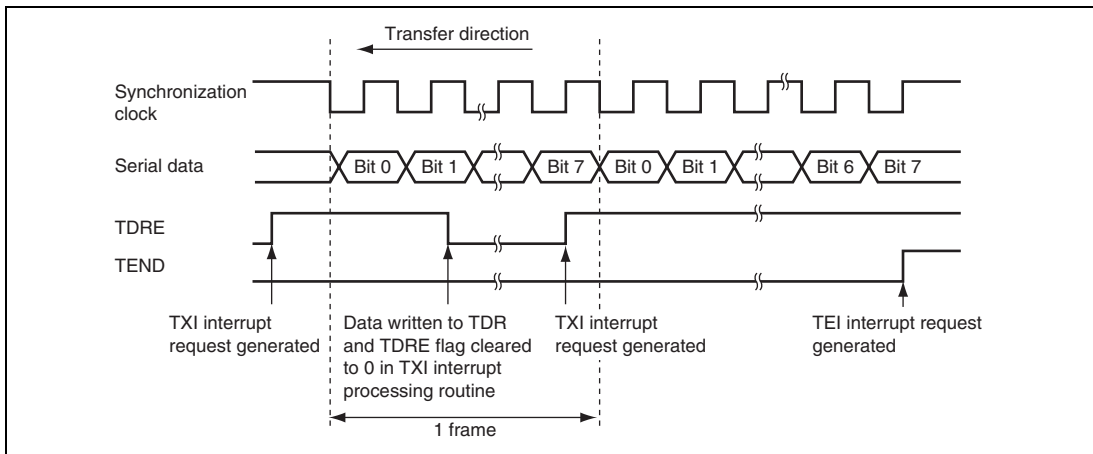 Transfer direction
Synchronization
clock
Serial data
Bit 0
Bit 1
Bit 7
Bit 0
Bit 1
Bit 6
Bit 7
TDRE
TEND
TXI interrupt
request generated
Data written to TDR
and TDRE flag cleared
to 0 in TXI interrupt
processing routine
TXI interrupt
request generated
TEI interrupt request
generated
1 frame